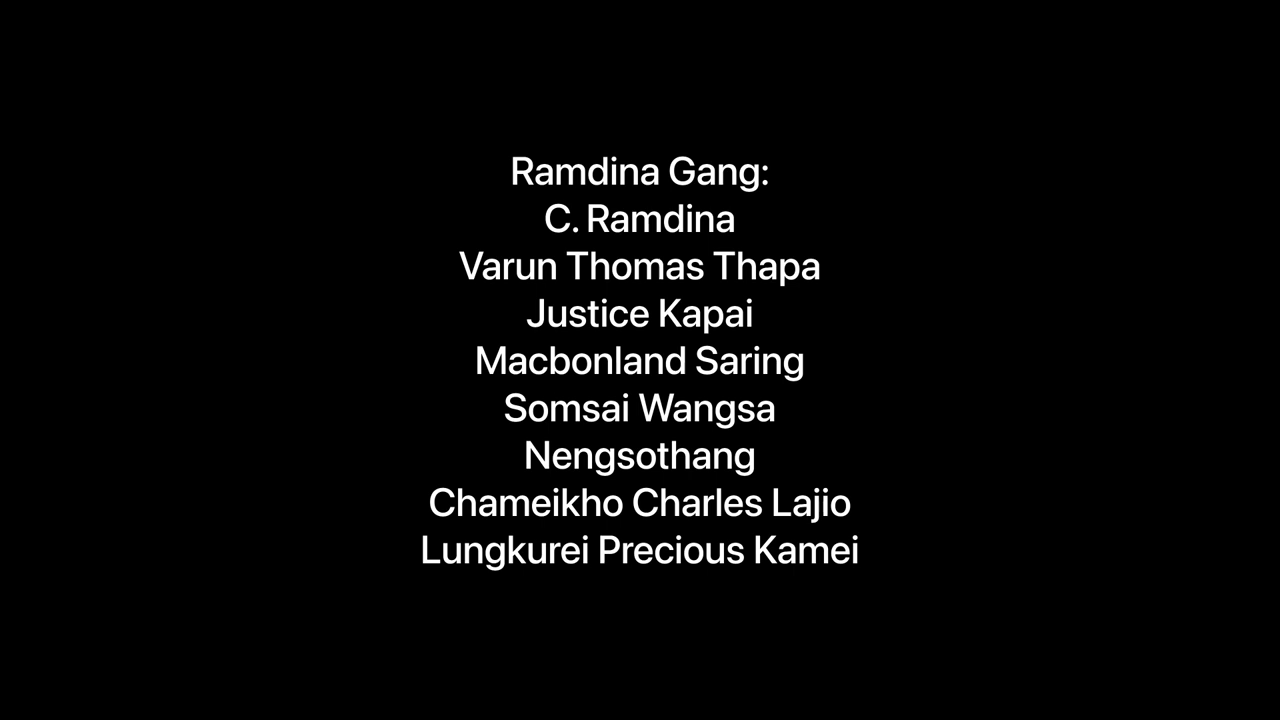 Ramdina Gang:
C. Ramdina
Varun Thomas Thapa
Justice Kapai
Macbonland Saring
Somsai Wangsa
Nengsothang
Chameikho Charles Lajio
Lungkurei Precious Kamei